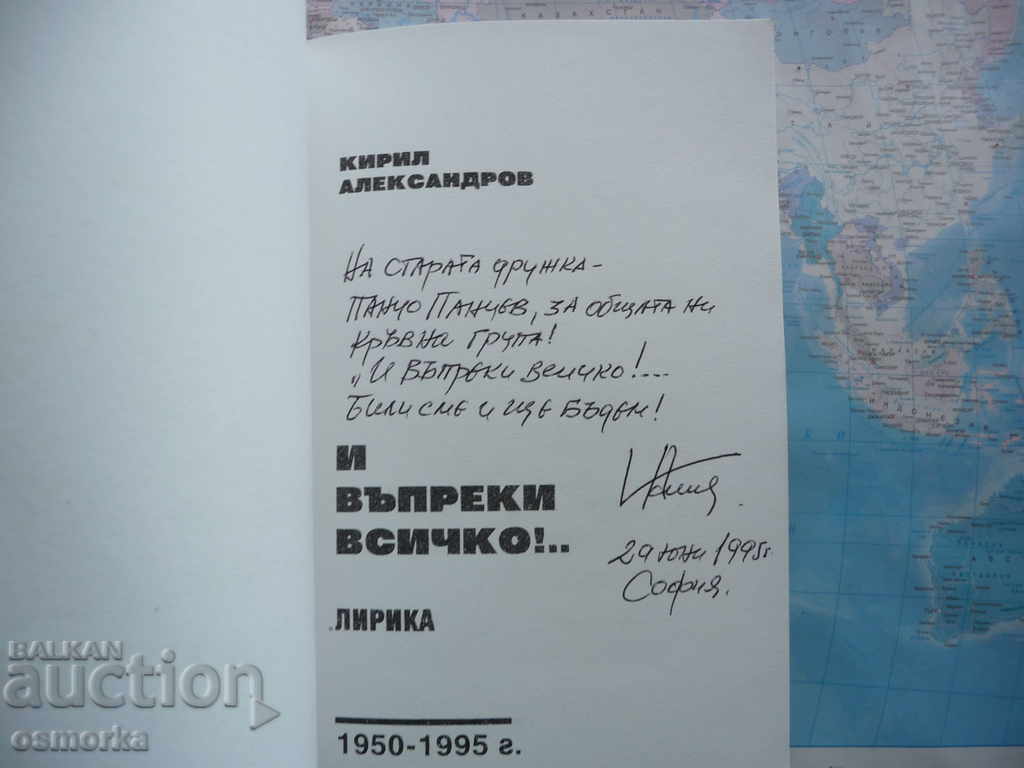 КИРИЛ
АЛЕКСАНДРОВ
На старата дружка –
Панчо Панчев, за общата ни
кръвна група!
„И въпреки всичко!...
Били сме и ще бъдем!
И
ВЪПРЕКИ
ВСИЧКО!..
29 юни 1995 г.
София.
ЛИРИКА
1950-1995 г.
BALKAN
auction
osmorka